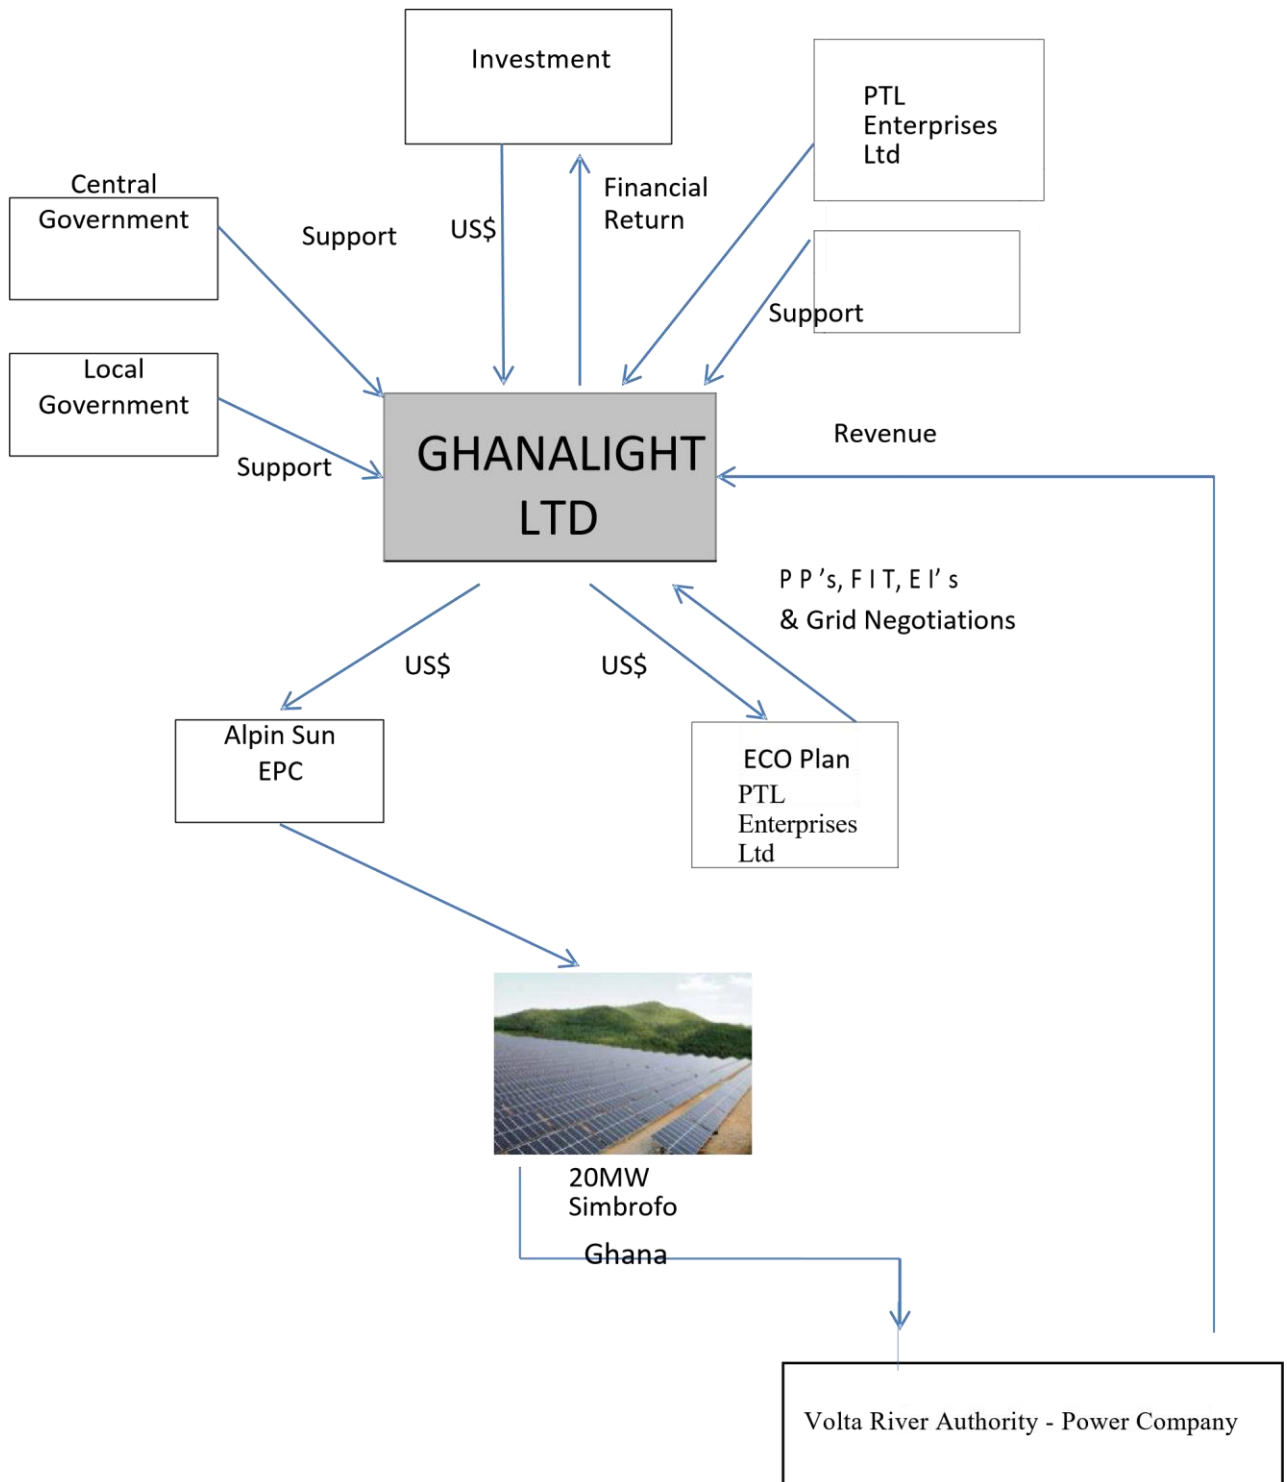 Investment
PTL
Enterprises
Ltd
Central
Government
Support
US$
Financial
Return
Support
Local
Government
Support
GHANALIGHT
LTD
Revenue
P P 's, F I T, E I' s
& Grid Negotiations
US$
US$
Alpin Sun
EPC
ECO Plan
PTL
Enterprises
Ltd
20MW
Simbrofo
Ghana
Volta River Authority - Power Company